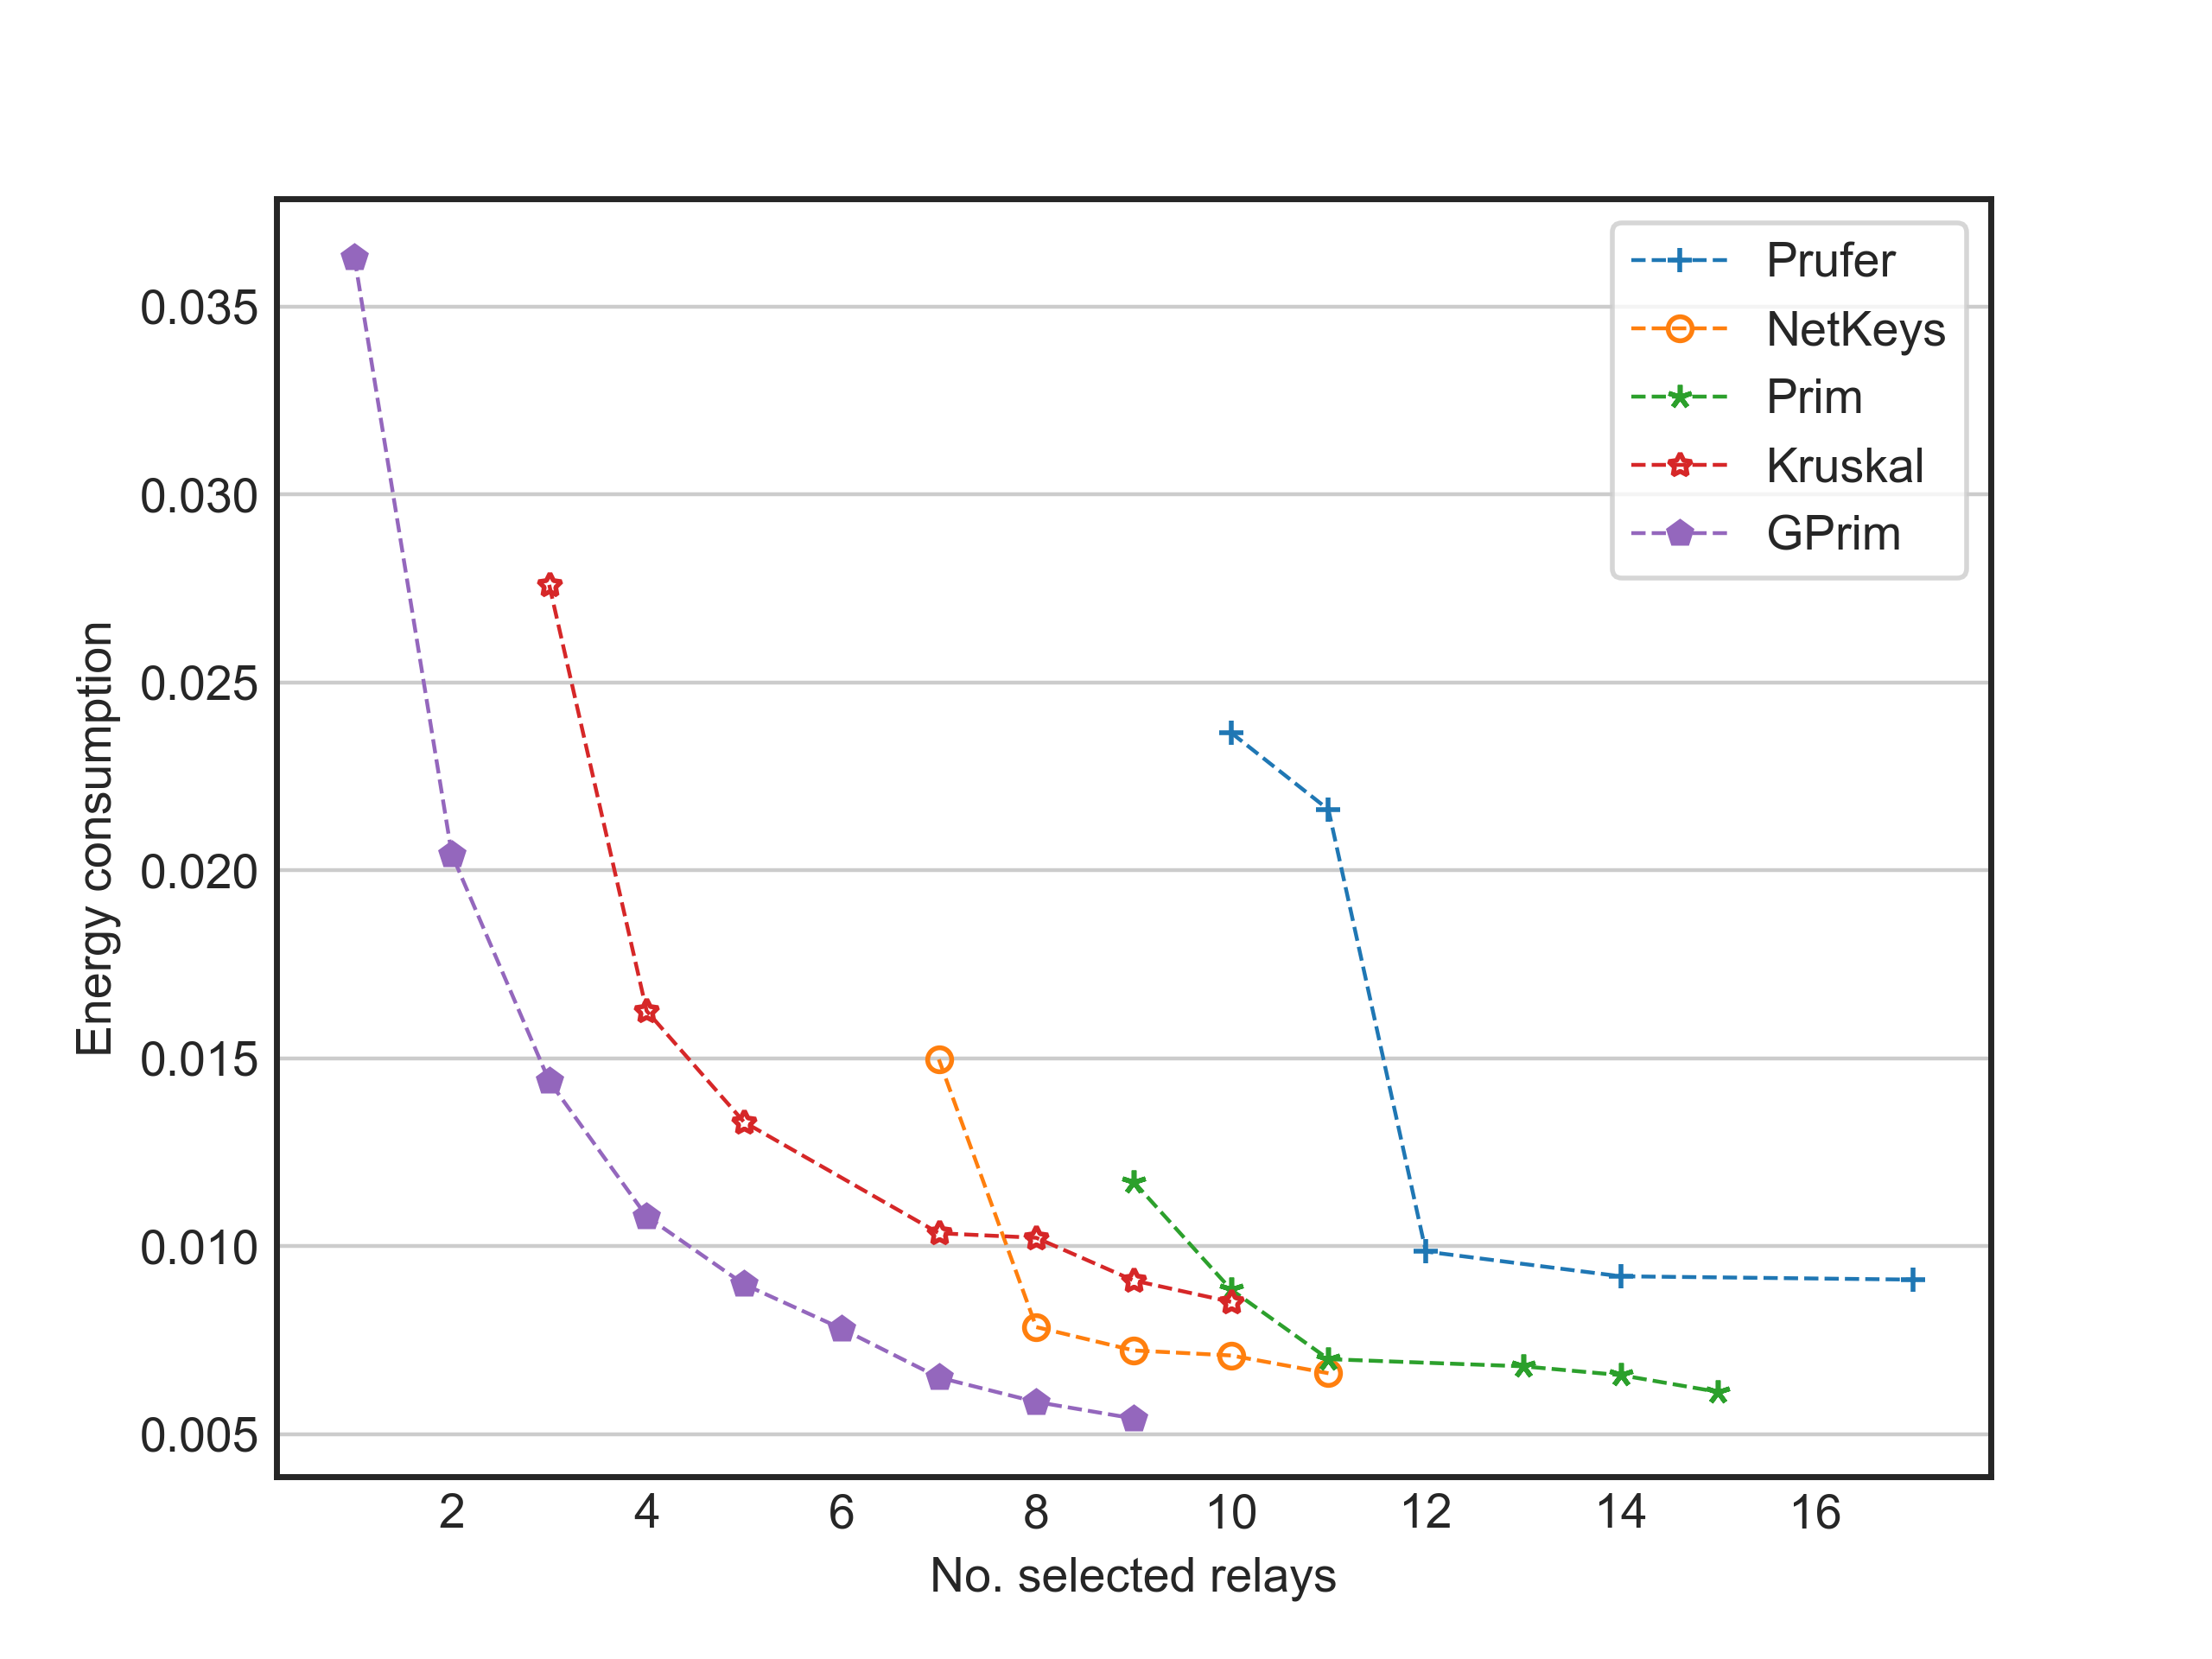 Prufer
NetKeys
Prim
Kruskal
GPrim
0.035
0.030
0.025
0.020
0.015
0.010
0.005
Energy consumption
2 4 6 8 10 12 14 16
No. selected relays